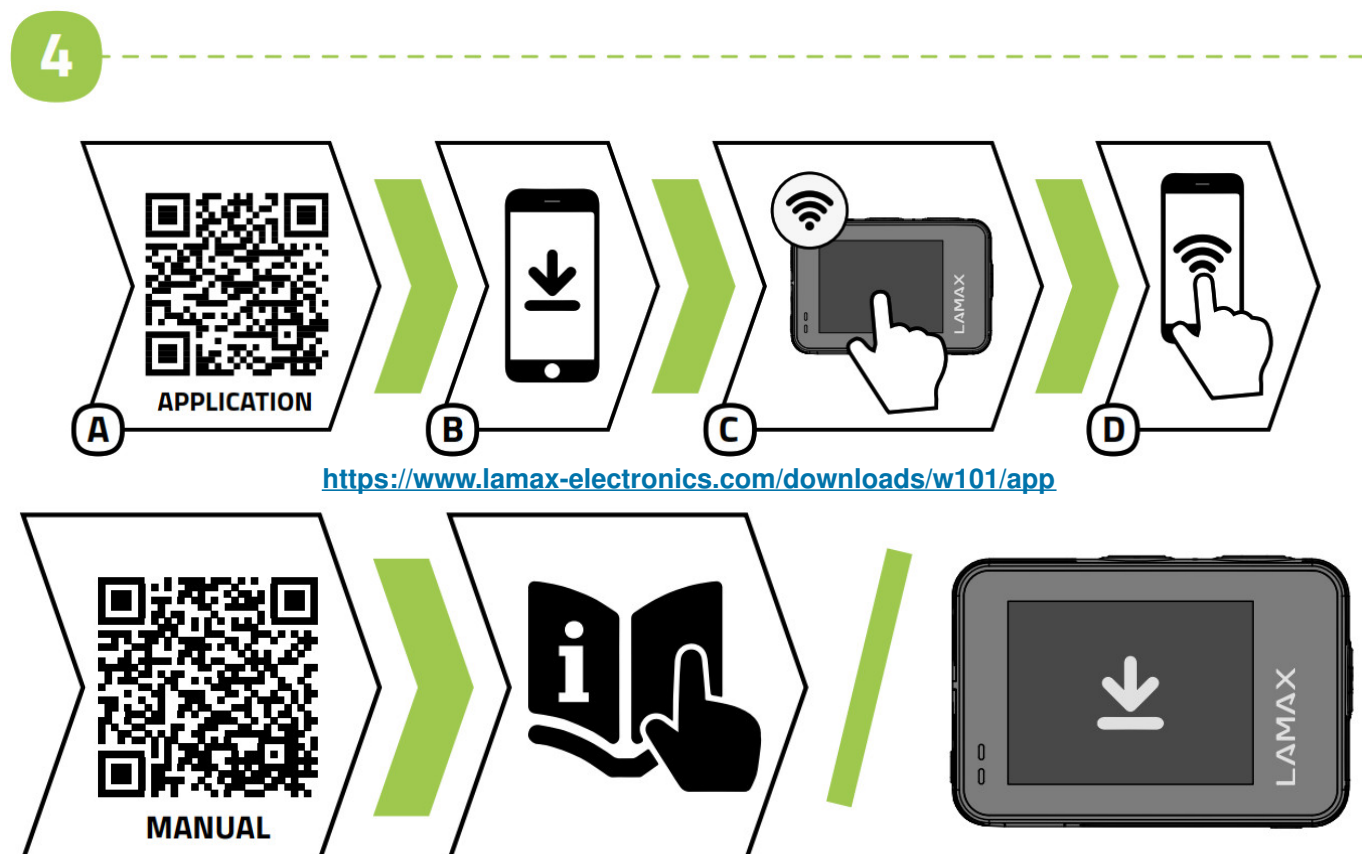 4
LAMAX
APPLICATION
A
B
C
D
https://www.lamax-electronics.com/downloads/w101/app
i
LAMAX
MANUAL